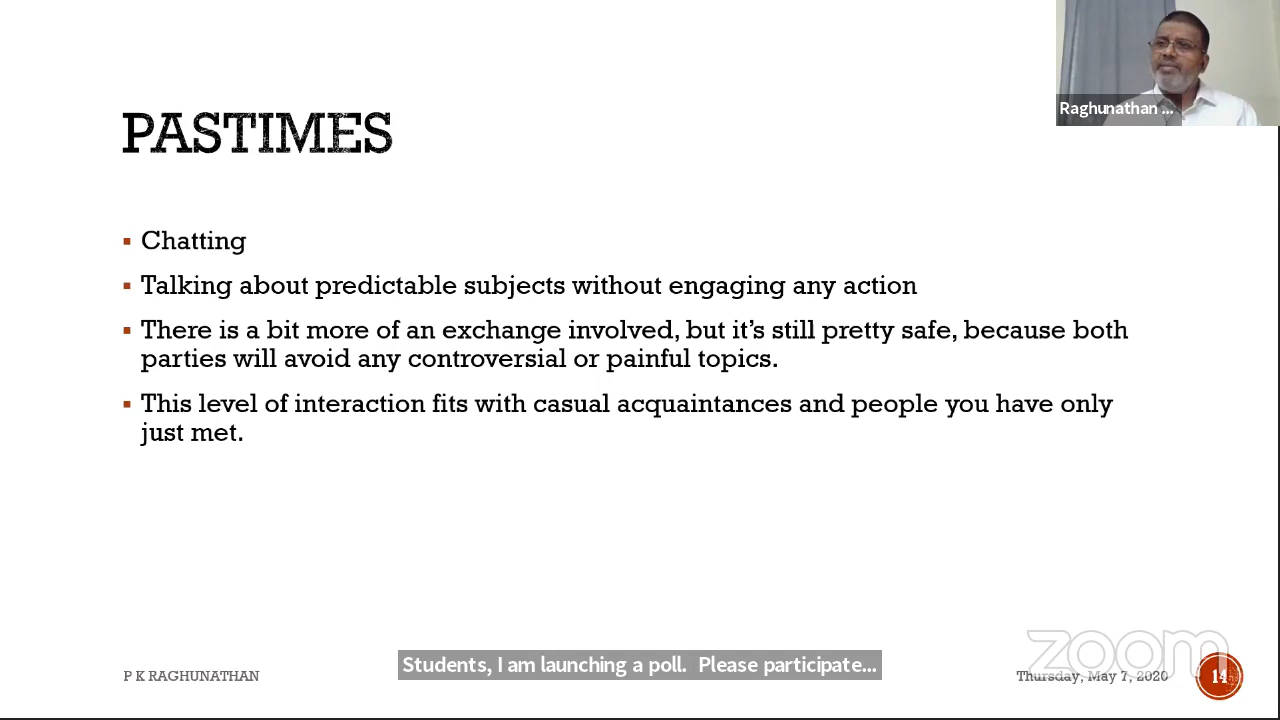 Raghunathan ...
PASTIMES
Chatting
Talking about predictable subjects without engaging any action
There is a bit more of an exchange involved, but it's still pretty safe, because both
parties will avoid any controversial or painful topics.
This level of interaction fits with casual acquaintances and people you have only
just met.
Students, I am launching a poll. Please participate...
P K RAGHUNATHAN
Thursday, May 7, 2020
zoom
14